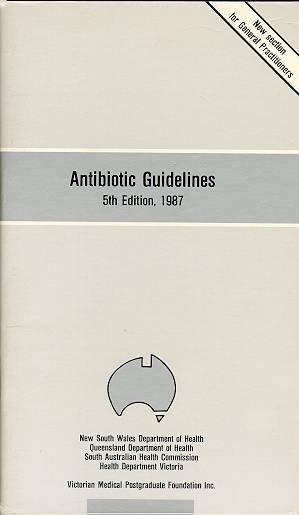 New section
for General Practitioners
Antibiotic Guidelines
5th Edition, 1987
New South Wales Department of Health
Queensland Department of Health
South Australian Health Commission
Health Department Victoria
Victorian Medical Postgraduate Foundation Inc.